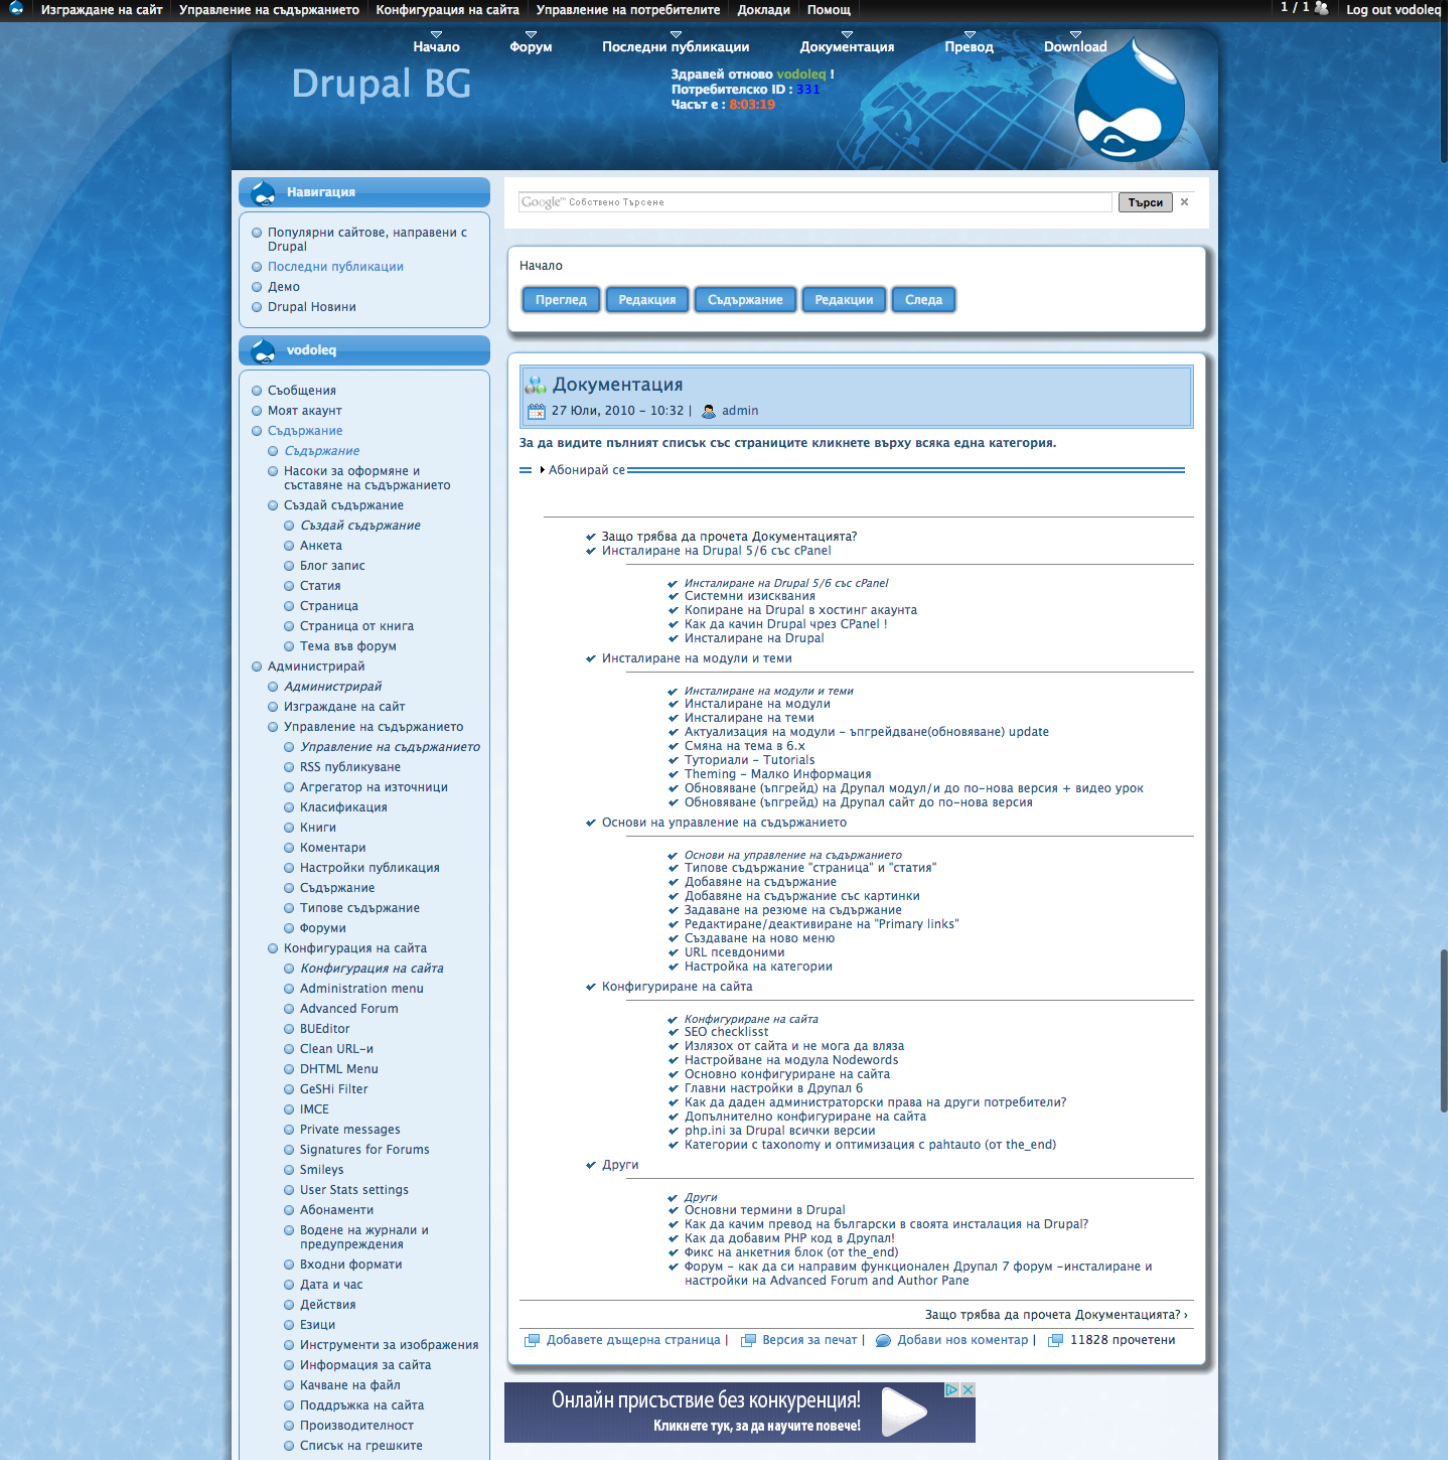 Изграждане на сайт Управление на съдържанието Конфигурация на сайта Управление на потребителите Доклади Помощ 1 / 1 Log out vodoleq
Начало Форум Последни публикации Документация Превод Download
Drupal BG
Здравей отново vodoleq !
Потребителско ID : 331
Часът е : 8:03:19
Навигация
Популярни сайтове, направени с
Drupal
Последни публикации
Демо
Drupal Новини
vodoleq
Съобщения
Моят акаунт
Съдържание
Съдържание
Насоки за оформяне и
съставяне на съдържанието
Създай съдържание
Създай съдържание
Анкета
Блог запис
Статия
Страница
Страница от книга
Тема във форум
Администрирай
Администрирай
Изграждане на сайт
Управление на съдържанието
Управление на съдържанието
RSS публикуване
Агрегатор на източници
Класификация
Книги
Коментари
Настройки публикация
Съдържание
Типове съдържание
Форуми
Конфигурация на сайта
Конфигурация на сайта
Administration menu
Advanced Forum
BUEditor
Clean URL-и
DHTML Menu
GeSHi Filter
IMCE
Private messages
Signatures for Forums
Smileys
User Stats settings
Абонаменти
Водене на журнали и
предупреждения
Входни формати
Дата и час
Действия
Езици
Инструменти за изображения
Информация за сайта
Качване на файл
Поддръжка на сайта
Производителност
Списък на грешките
Google™ Собствено Търсене Търси ×
Начало
Преглед Редакция Съдържание Редакции Следа
Документация
27 Юли, 2010 – 10:32 | admin
За да видите пълният списък със страниците кликнете върху всяка една категория.
Абонирай се
Защо трябва да прочета Документацията?
Инсталиране на Drupal 5/6 със cPanel
Инсталиране на Drupal 5/6 със cPanel
Системни изисквания
Копиране на Drupal в хостинг акаунта
Как да качин Drupal чрез CPanel !
Инсталиране на Drupal
Инсталиране на модули и теми
Инсталиране на модули и теми
Инсталиране на модули
Инсталиране на теми
Актуализация на модули – ъпгрейдване(обновяване) update
Смяна на тема в 6.x
Туториали – Tutorials
Theming – Малко Информация
Обновяване (ъпгрейд) на Друпал модул/и до по-нова версия + видео урок
Обновяване (ъпгрейд) на Друпал сайт до по-нова версия
Основи на управление на съдържанието
Основи на управление на съдържанието
Типове съдържание "страница" и "статия"
Добавяне на съдържание
Добавяне на съдържание със картинки
Задаване на резюме на съдържание
Редактиране/деактивиране на "Primary links"
Създаване на ново меню
URL псевдоними
Настройка на категории
Конфигуриране на сайта
Конфигуриране на сайта
SEO checklisst
Излязох от сайта и не мога да вляза
Настройване на модула Nodewords
Основно конфигуриране на сайта
Главни настройки в Друпал 6
Как да даден администраторски права на други потребители?
Допълнително конфигуриране на сайта
php.ini за Drupal всички версии
Категории с taxonomy и оптимизация с pahtauto (от the_end)
Други
Други
Основни термини в Drupal
Как да качим превод на български в своята инсталация на Drupal?
Как да добавим PHP код в Друпал!
Фикс на анкетния блок (от the_end)
Форум – как да си направим функционален Друпал 7 форум –инсталиране и
настройки на Advanced Forum and Author Pane
Защо трябва да прочета Документацията? ›
Добавете дъщерна страница | Версия за печат | Добави нов коментар | 11828 прочетени
Онлайн присъствие без конкуренция!
Кликнете тук, за да научите повече!